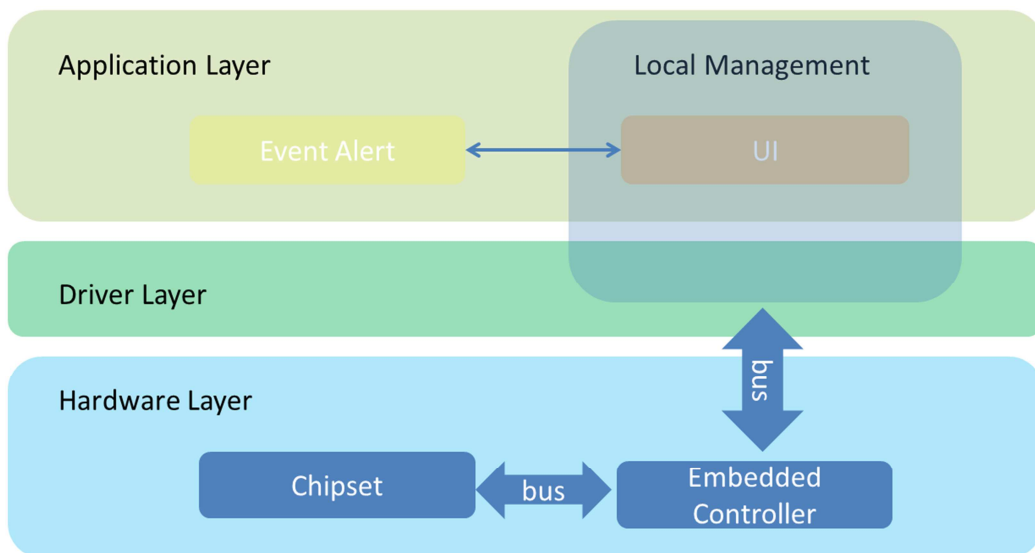 Application Layer
Local Management
Event Alert
UI
Driver Layer
bus
Hardware Layer
Chipset
bus
Embedded
Controller